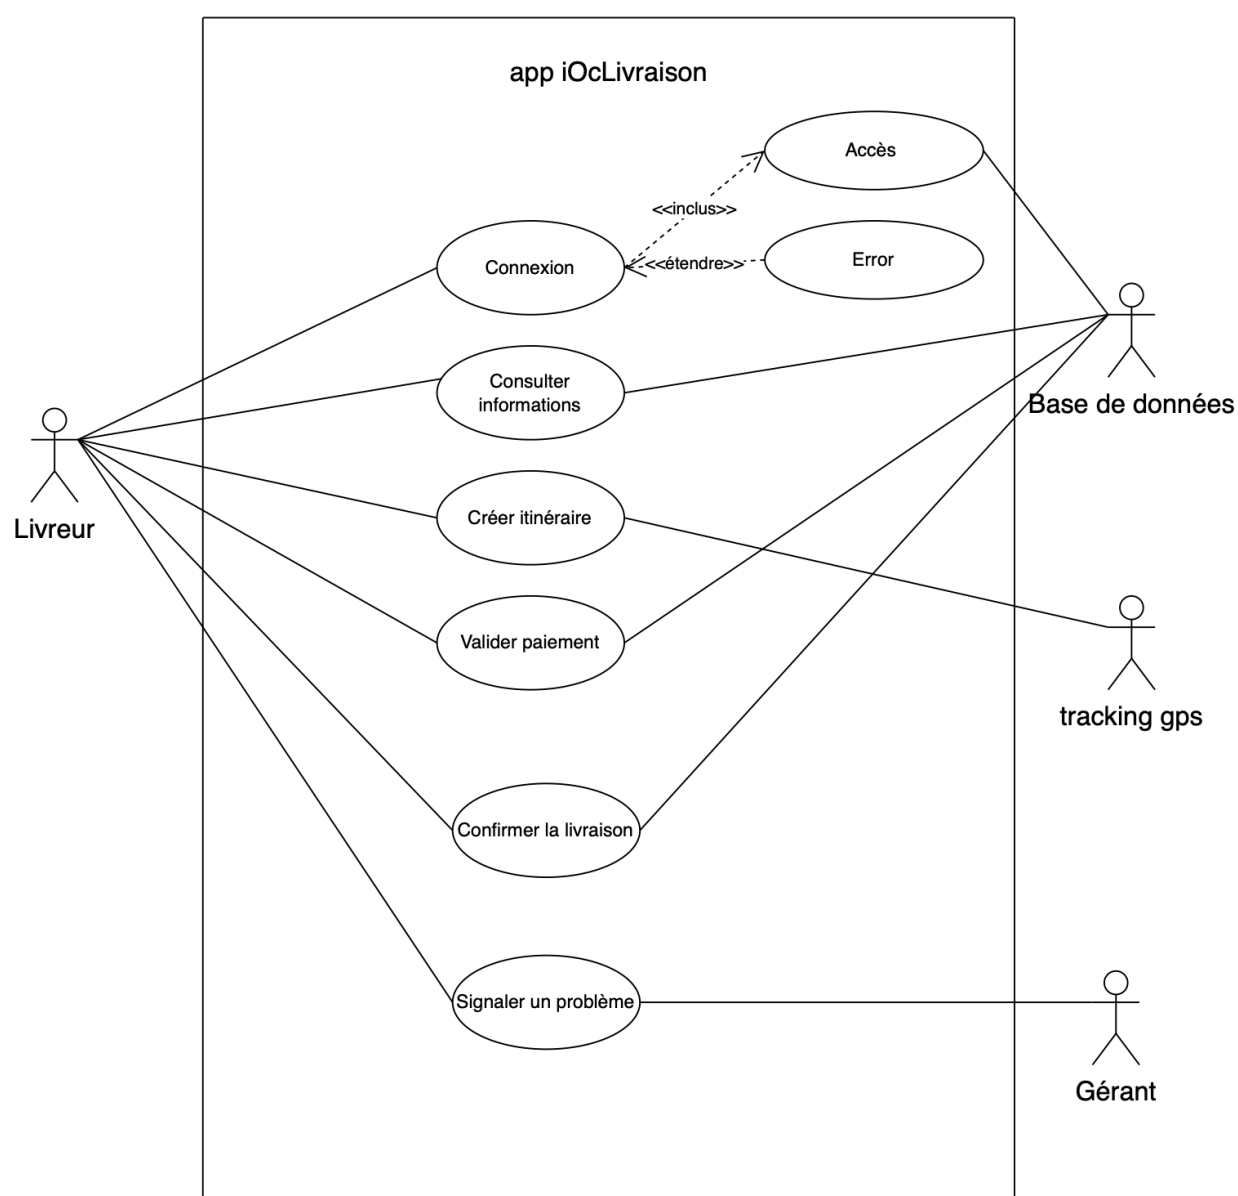 app iOcLivraison
Accès
<<inclus>>
Connexion
<<étendre>>
Error
Consulter
informations
Base de données
Livreur
Créer itinéraire
Valider paiement
tracking gps
Confirmer la livraison
Signaler un problème
Gérant